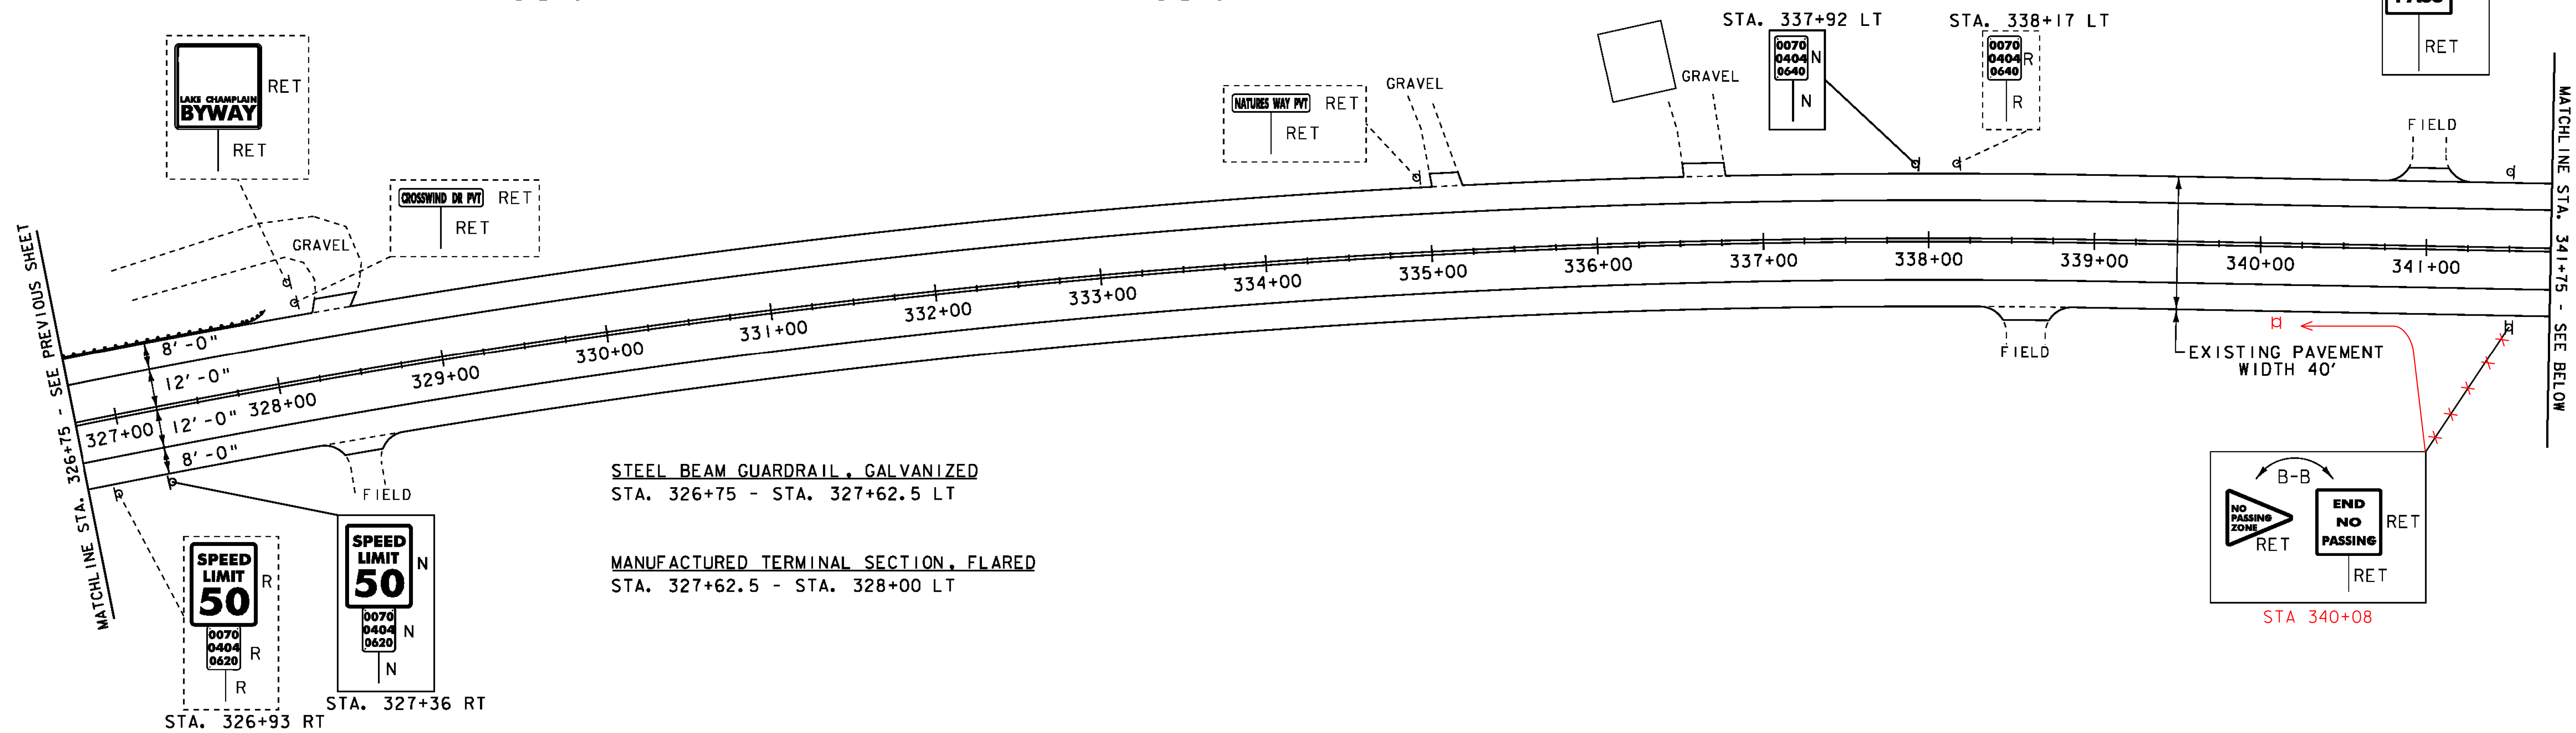 STA. 337+92 LT
STA. 338+17 LT
0070
0404
0640
N
N
0070
0404
0640
R
R
RET
LAKE CHAMPLAIN
BYWAY
RET
RET
CROSSWIND DR PVT
RET
RET
GRAVEL
NATURES WAY PVT
RET
RET
GRAVEL
GRAVEL
FIELD
MATCHLINE STA. 326+75 - SEE PREVIOUS SHEET
MATCHLINE STA. 341+75 - SEE BELOW
8'-0"
12'-0"
12'-0"
8'-0"
327+00
328+00
329+00
330+00
331+00
332+00
333+00
334+00
335+00
336+00
337+00
338+00
339+00
340+00
341+00
FIELD
FIELD
EXISTING PAVEMENT
WIDTH 40'
STEEL BEAM GUARDRAIL, GALVANIZED
STA. 326+75 - STA. 327+62.5 LT
MANUFACTURED TERMINAL SECTION, FLARED
STA. 327+62.5 - STA. 328+00 LT
SPEED
LIMIT
50
R
0070
0404
0620
R
R
STA. 326+93 RT
SPEED
LIMIT
50
N
0070
0404
0620
N
N
STA. 327+36 RT
B-B
NO
PASSING
ZONE
RET
END
NO
PASSING
RET
RET
STA 340+08